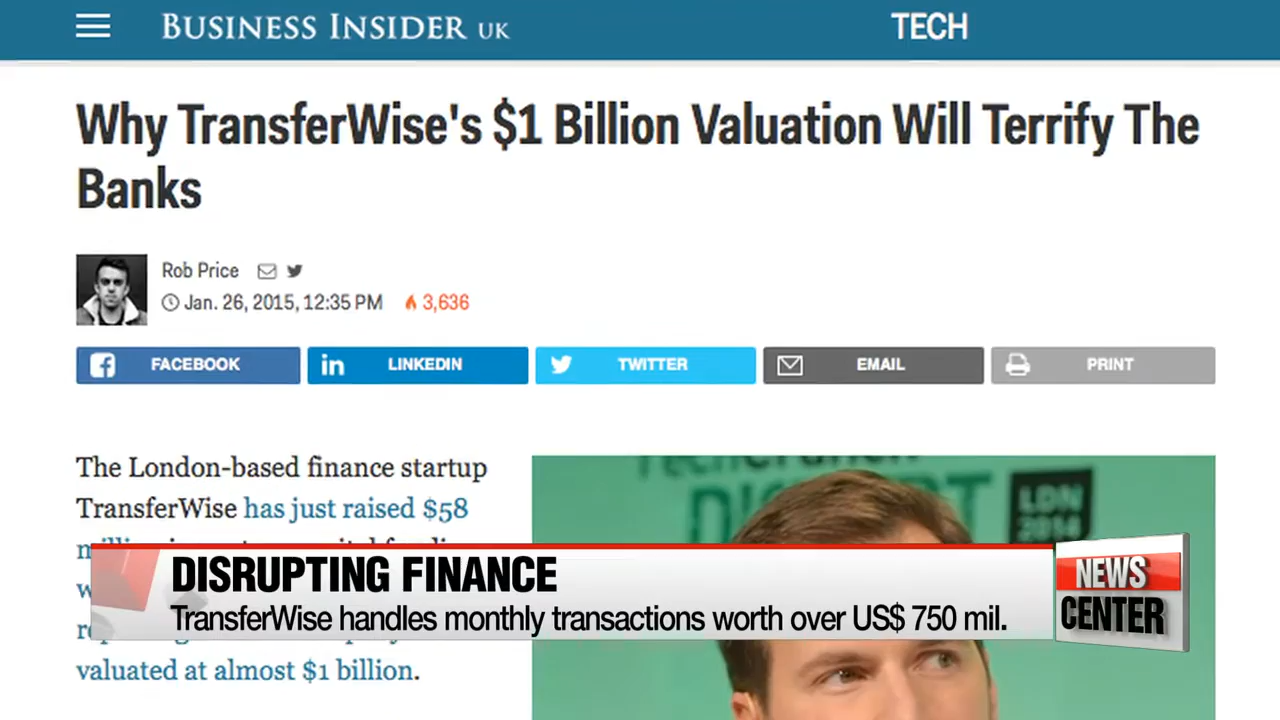 BUSINESS INSIDER UK
TECH
Why TransferWise's $1 Billion Valuation Will Terrify The
Banks
Rob Price
Jan. 26, 2015, 12:35 PM 3,636
FACEBOOK
LINKEDIN
TWITTER
EMAIL
PRINT
The London-based finance startup
TransferWise has just raised $58
DISRUPTING FINANCE
TransferWise handles monthly transactions worth over US$ 750 mil.
NEWS
CENTER
valuated at almost $1 billion.
LDN
2014